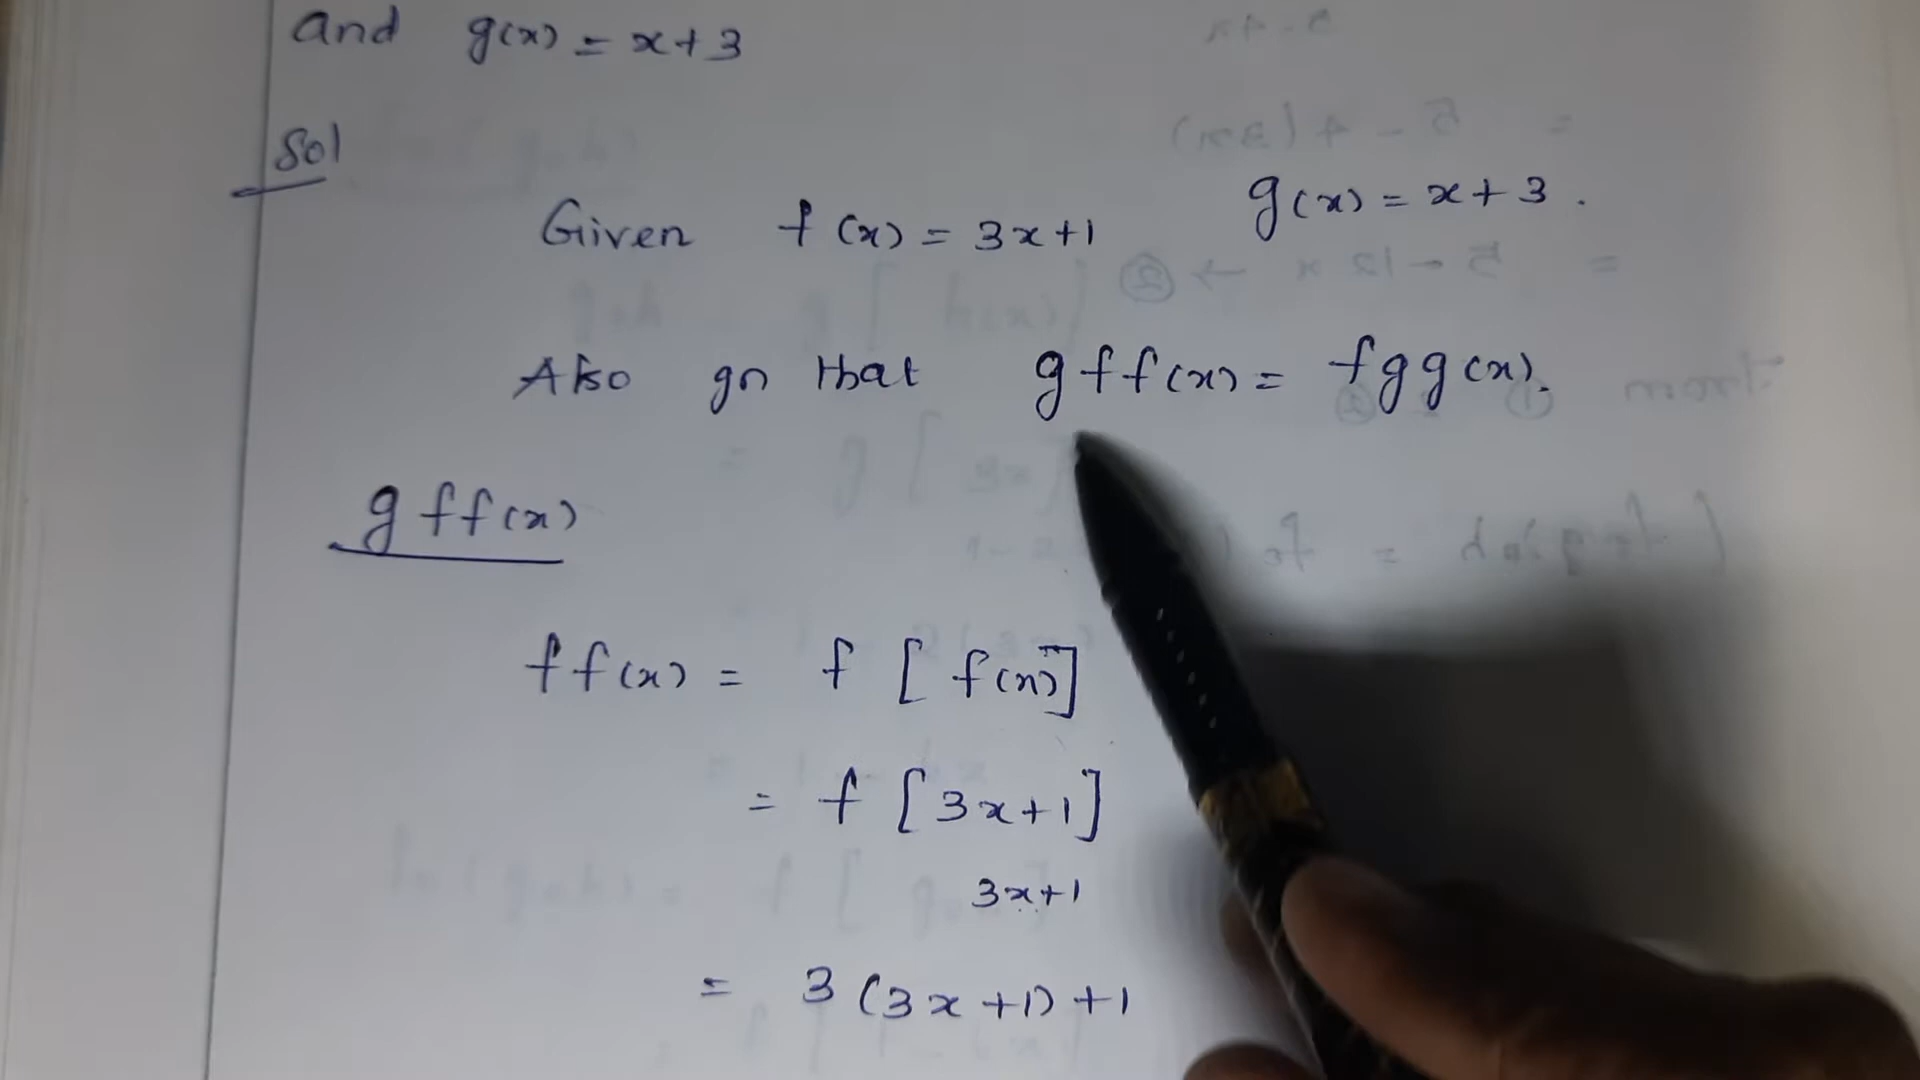 and g(x) = x+3
Sol
Given f(x) = 3x+1 g(x) = x+3.
Also gn that gff(x) = fgg(x).
gff(x)
ff(x) = f[f(x)]
= f[3x+1]
3x+1
= 3(3x+1)+1